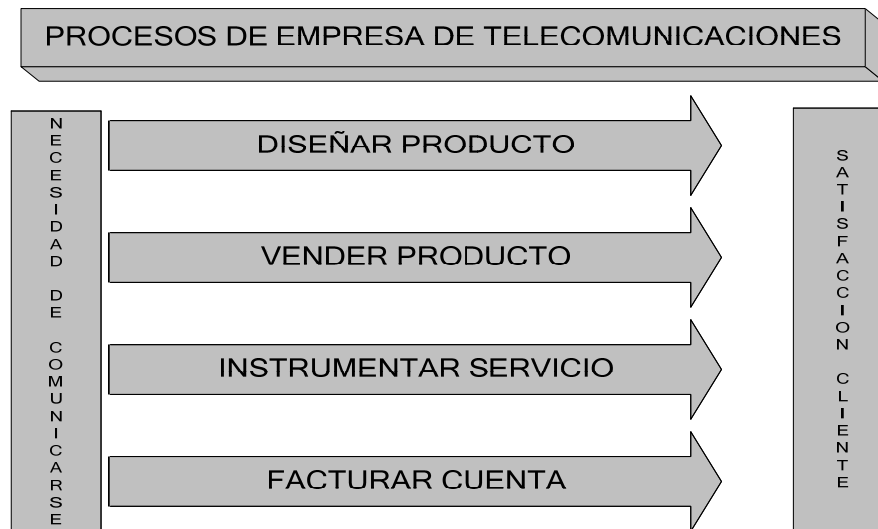 PROCESOS DE EMPRESA DE TELECOMUNICACIONES
NECESIDAD DE COMUNICARSE
DISEÑAR PRODUCTO
VENDER PRODUCTO
INSTRUMENTAR SERVICIO
FACTURAR CUENTA
SATISFACCION CLIENTE